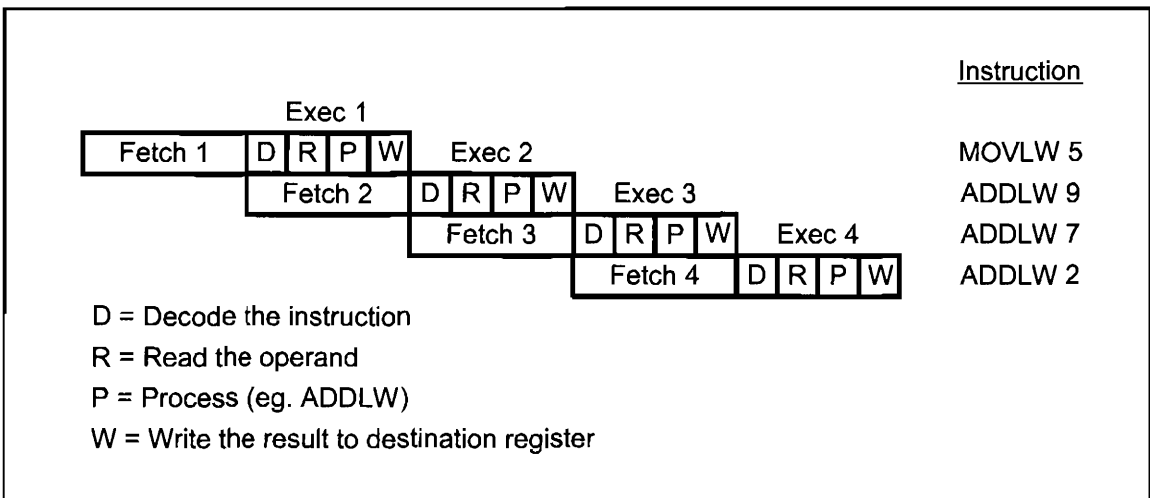 Instruction
Exec 1
Fetch 1 D R P W Exec 2 MOVLW 5
Fetch 2 D R P W Exec 3 ADDLW 9
Fetch 3 D R P W Exec 4 ADDLW 7
Fetch 4 D R P W ADDLW 2
D = Decode the instruction
R = Read the operand
P = Process (eg. ADDLW)
W = Write the result to destination register